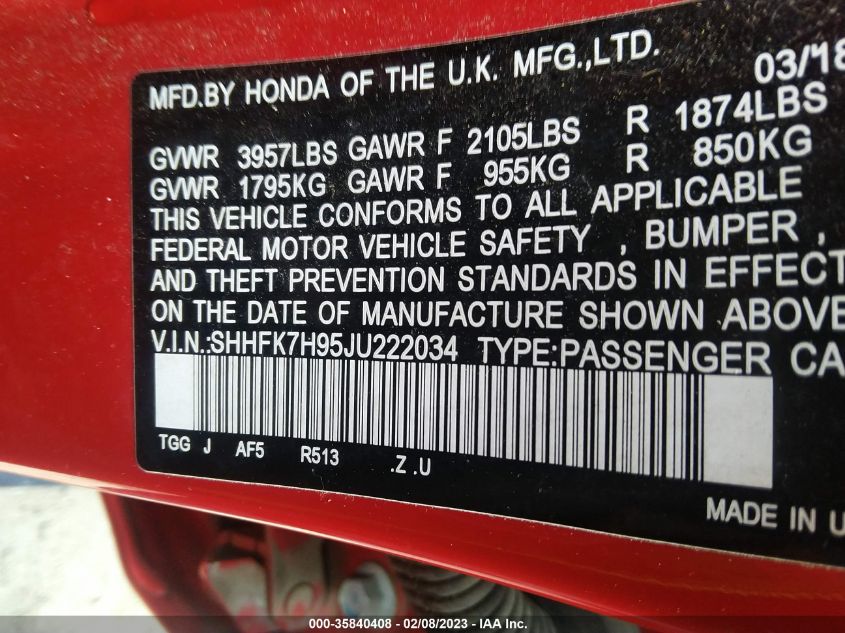 MFD.BY HONDA OF THE U.K. MFG.,LTD. 03/18
GVWR 3957LBS GAWR F 2105LBS R 1874LBS
GVWR 1795KG GAWR F 955KG R 850KG
THIS VEHICLE CONFORMS TO ALL APPLICABLE
FEDERAL MOTOR VEHICLE SAFETY , BUMPER ,
AND THEFT PREVENTION STANDARDS IN EFFECT
ON THE DATE OF MANUFACTURE SHOWN ABOVE
V.I.N.:SHHFK7H95JU222034 TYPE:PASSENGER CA
TGG J AF5 R513 .Z .U
MADE IN U
000-35840408 - 02/08/2023 - IAA Inc.